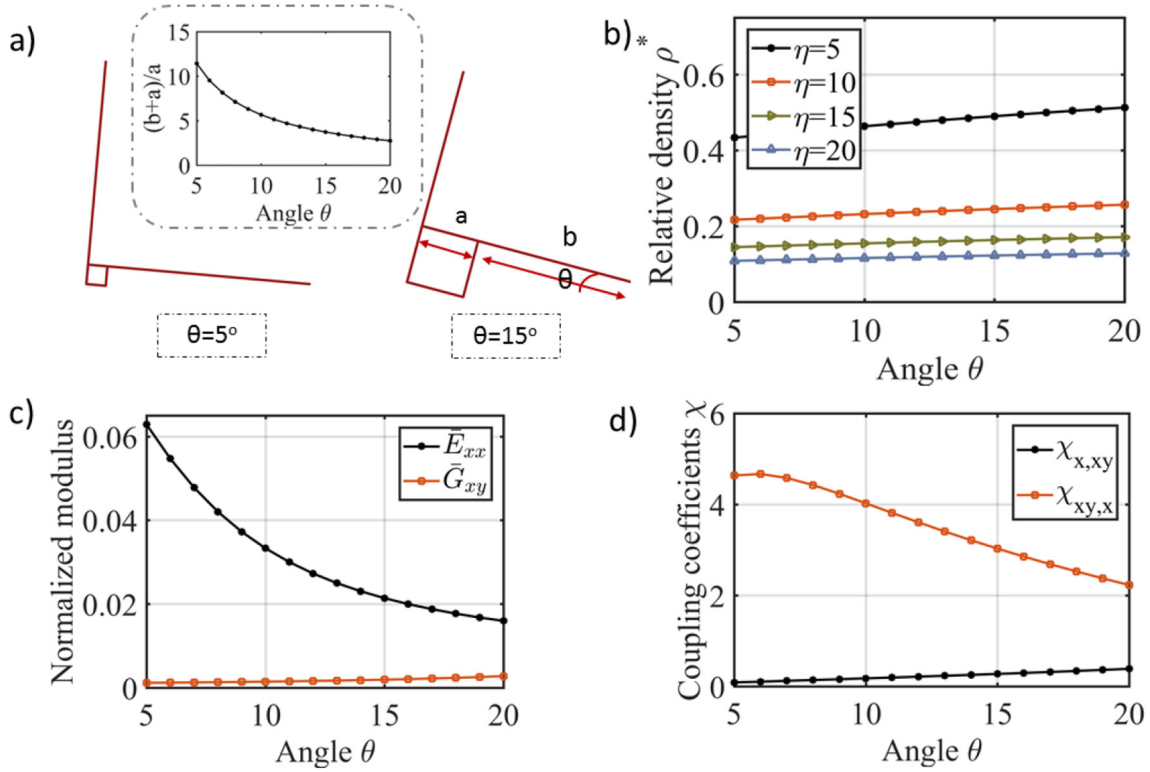 a)
15
10
5
0
(b+a)/a
5 10 15 20
Angle θ
a
b
θ
θ=5°
θ=15°
b)
*
Relative density ρ
0.6
0.4
0.2
0
η=5
η=10
η=15
η=20
5 10 15 20
Angle θ
c)
Normalized modulus
0.06
0.04
0.02
0
Ē_xx
Ḡ_xy
5 10 15 20
Angle θ
d)
Coupling coefficients χ
6
4
2
0
χ_x,xy
χ_xy,x
5 10 15 20
Angle θ